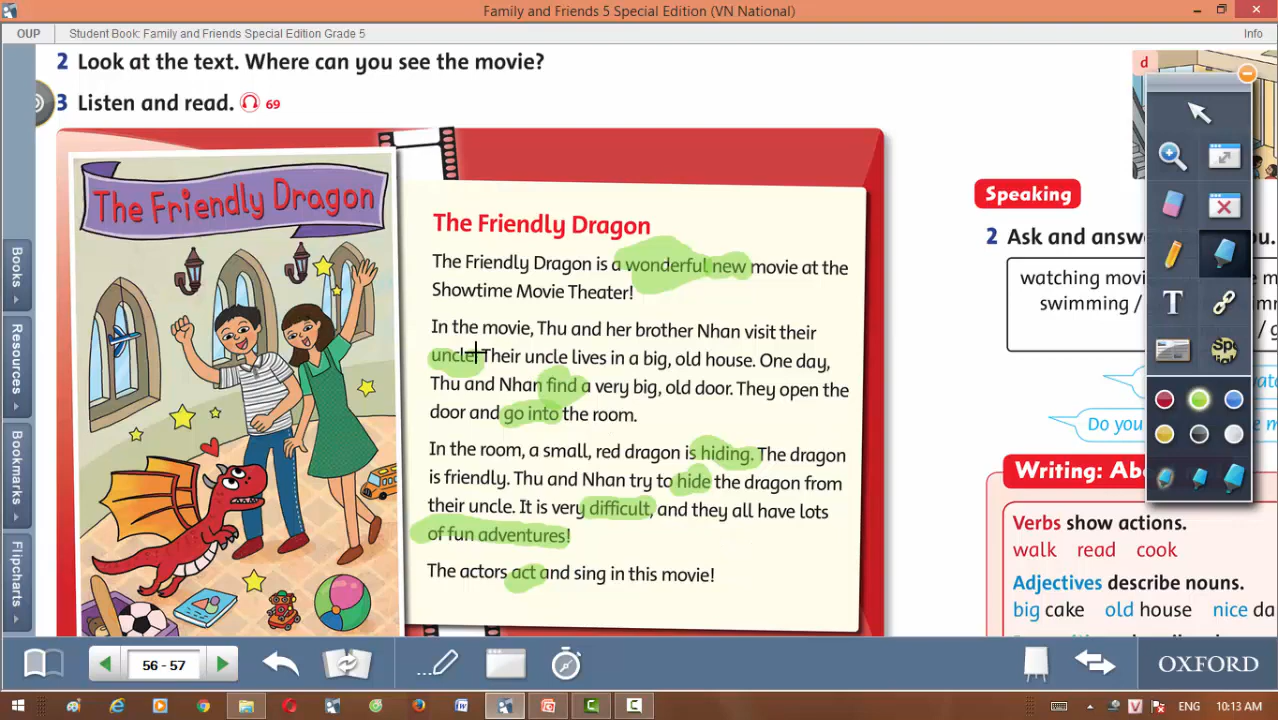 Family and Friends 5 Special Edition (VN National)
OUP
Student Book: Family and Friends Special Edition Grade 5
Info
2 Look at the text. Where can you see the movie?
3 Listen and read. 69
The Friendly Dragon
The Friendly Dragon
The Friendly Dragon is a wonderful new movie at the
Showtime Movie Theater!
In the movie, Thu and her brother Nhan visit their
uncle. Their uncle lives in a big, old house. One day,
Thu and Nhan find a very big, old door. They open the
door and go into the room.
In the room, a small, red dragon is hiding. The dragon
is friendly. Thu and Nhan try to hide the dragon from
their uncle. It is very difficult, and they all have lots
of fun adventures!
The actors act and sing in this movie!
Books
Resources
Bookmarks
Flipcharts
d
Speaking
2 Ask and answ
ou.
watching movi
e m
swimming /
/ g
wat
Do you
e m
Writing: Ab
Verbs show actions.
walk read cook
Adjectives describe nouns.
big cake old house nice da
T
Spe
56 - 57
OXFORD
ENG
10:13 AM